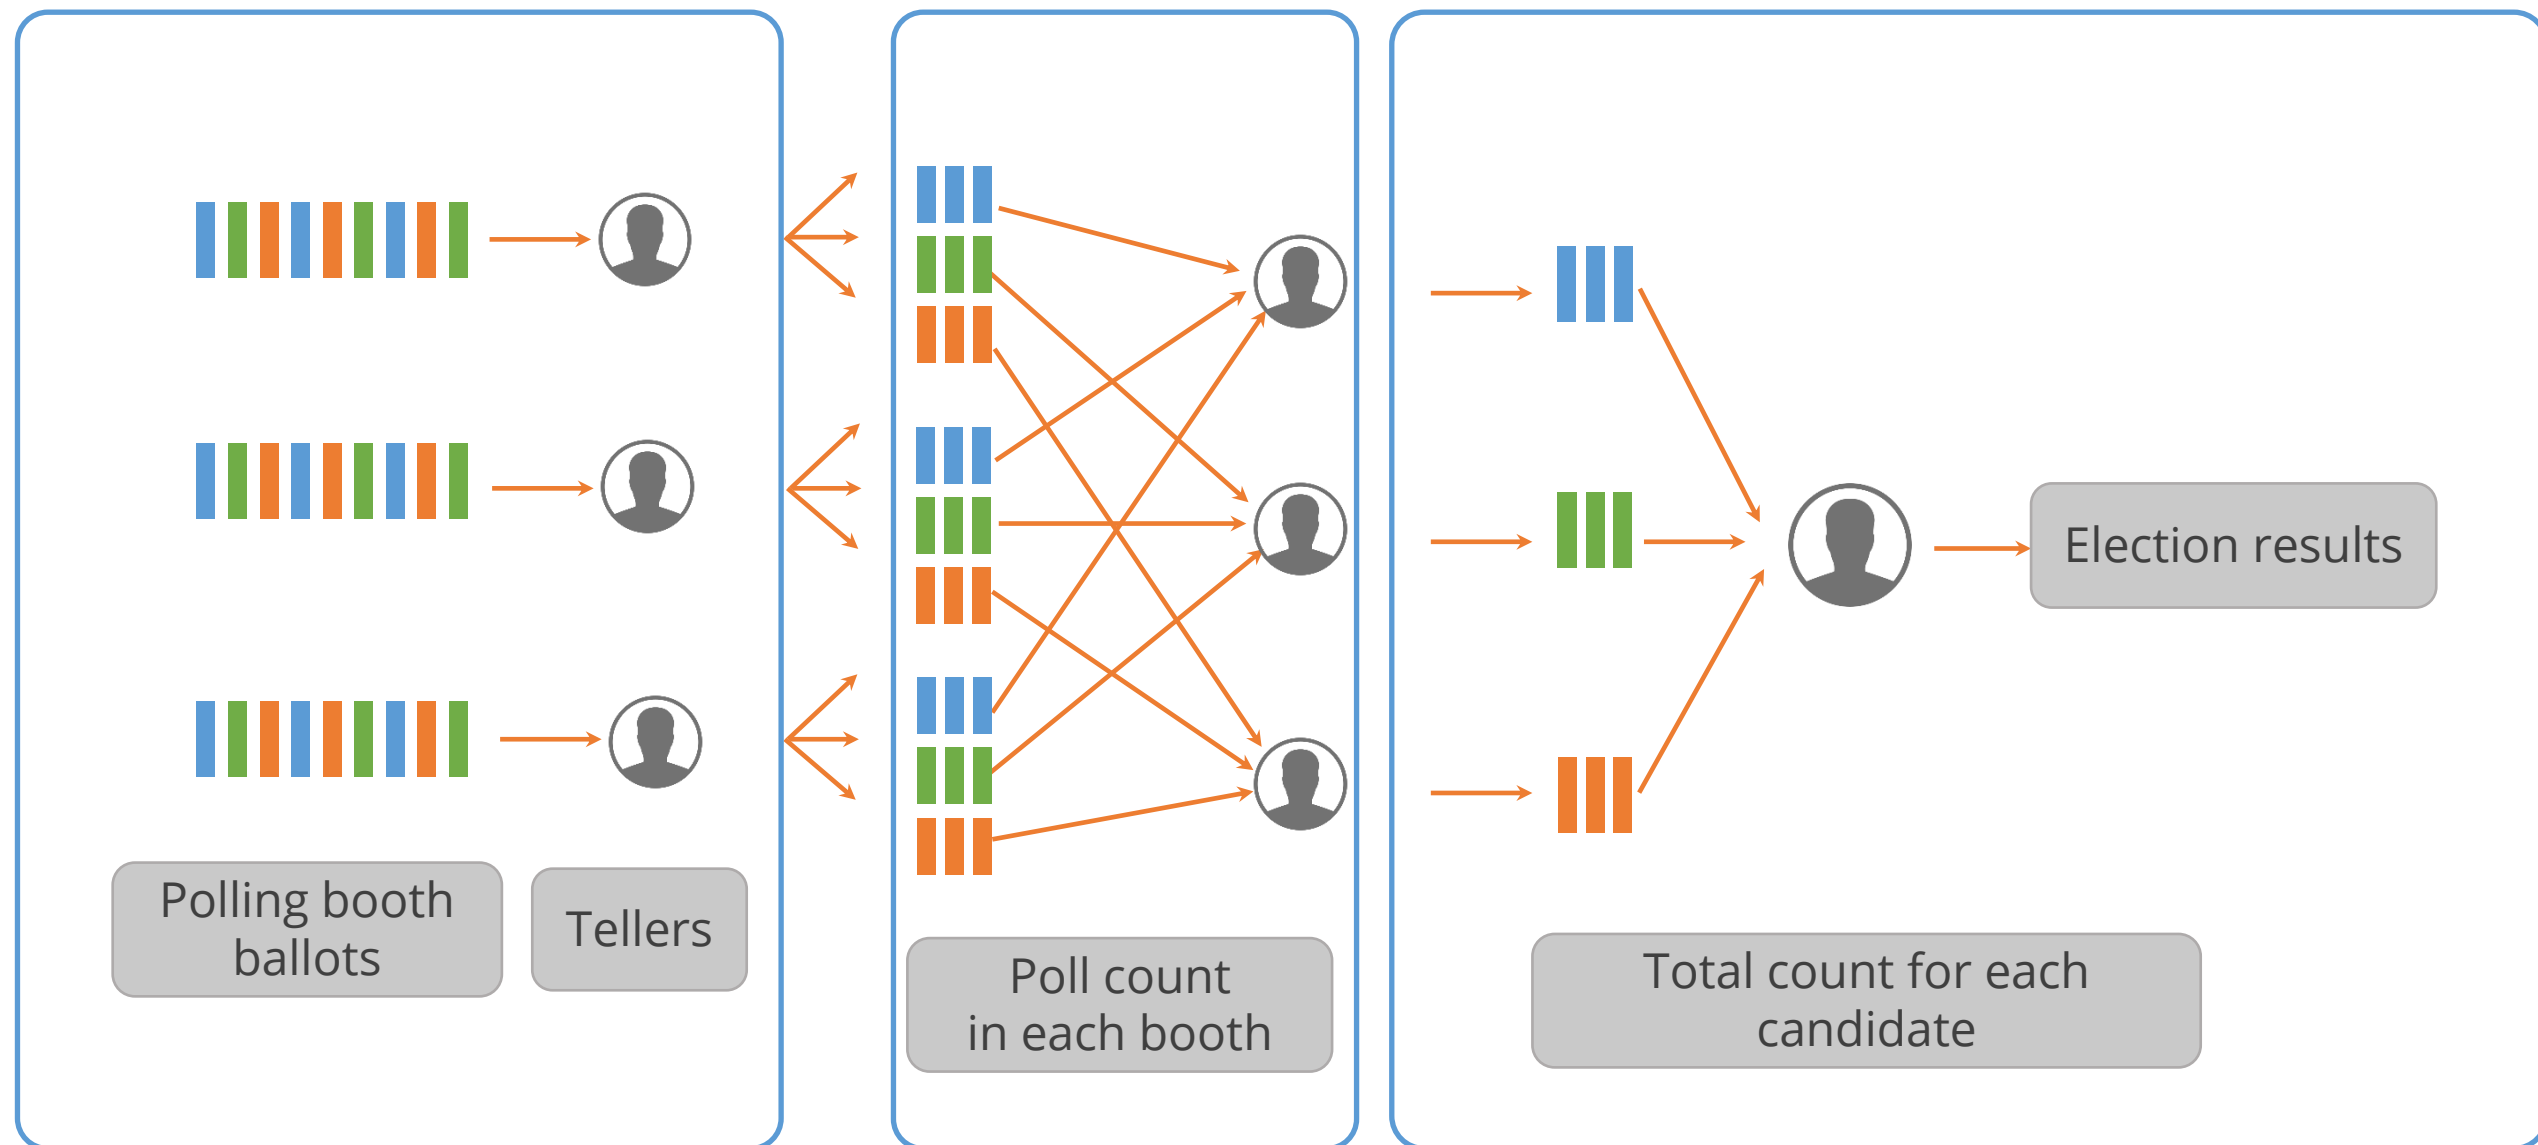 Polling booth
ballots
Tellers
Poll count
in each booth
Election results
Total count for each
candidate